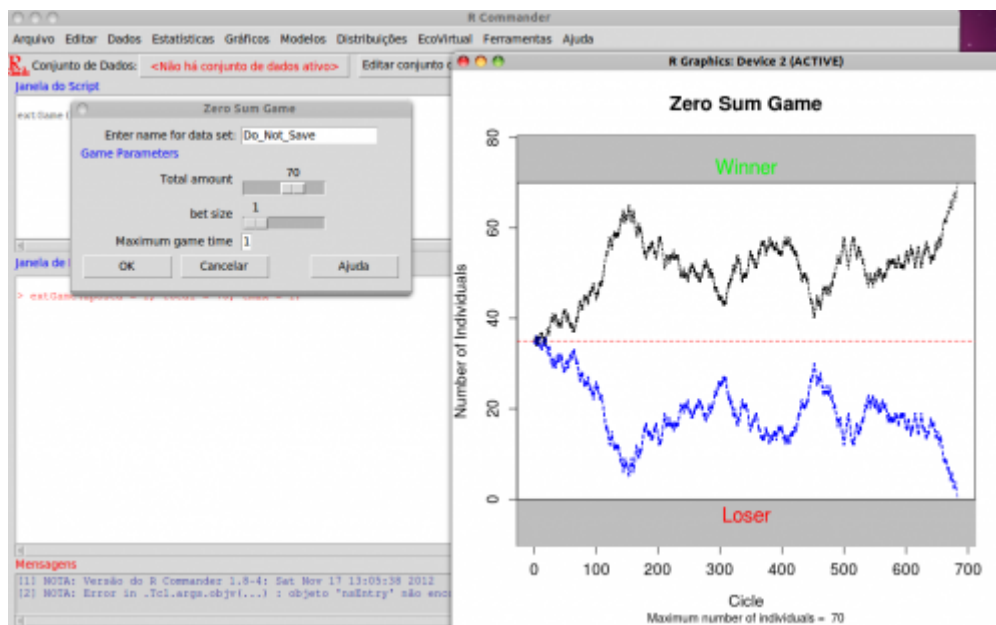 R Commander
Arquivo Editar Dados Estatísticas Gráficos Modelos Distribuições EcoVirtual Ferramentas Ajuda
R Conjunto de Dados: <Não há conjunto de dados ativo> Editar conjunto
Janela do Script
extGame(
Zero Sum Game
Enter name for data set: Do_Not_Save
Game Parameters
Total amount 70
bet size 1
Maximum game time 1
OK Cancelar Ajuda
Janela de
Mensagens
[1] NOTA: Versão do R Commander 1.8-4: Sat Nov 17 13:05:38 2012
[2] NOTA: Error in .Tcl.args.objv(...) : objeto "naEntry" não
R Graphics: Device 2 (ACTIVE)
Zero Sum Game
Winner
Number of Individuals
80
60
40
20
0
Loser
0 100 200 300 400 500 600 700
Cicle
Maximum number of individuals = 70